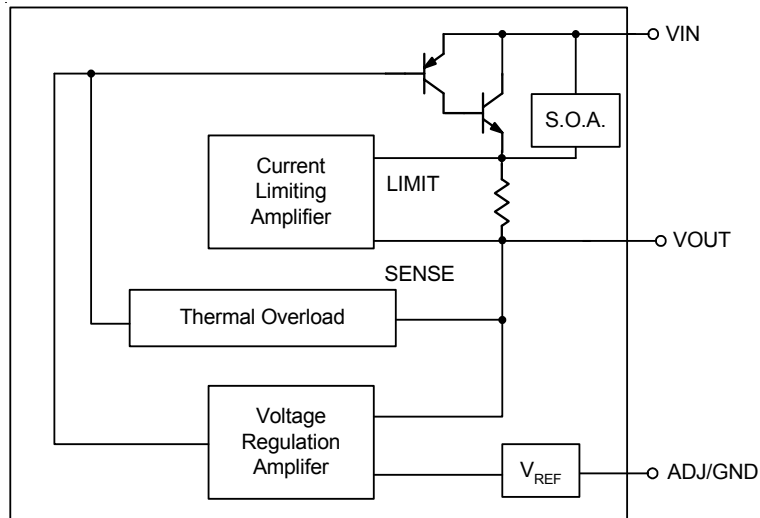 VIN
S.O.A.
Current
Limiting
Amplifier
LIMIT
VOUT
SENSE
Thermal Overload
Voltage
Regulation
Amplifer
VREF
ADJ/GND